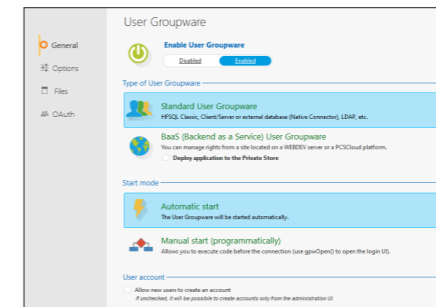 User Groupware
General
Options
Files
OAuth
Enable User Groupware
Disabled Enabled
Type of User Groupware
Standard User Groupware
HFSQL Classic, Client/Server or external database (Native Connector), LDAP, etc.
BaaS (Backend as a Service) User Groupware
You can manage rights from a site located on a WEBDEV server or a PCSCloud platform.
Deploy application to the Private Store
Start mode
Automatic start
The User Groupware will be started automatically.
Manual start (programmatically)
Allows you to execute code before the connection (use gpwOpen() to open the login UI).
User account
Allow new users to create an account
If unchecked, it will be possible to create accounts only from the administration UI.